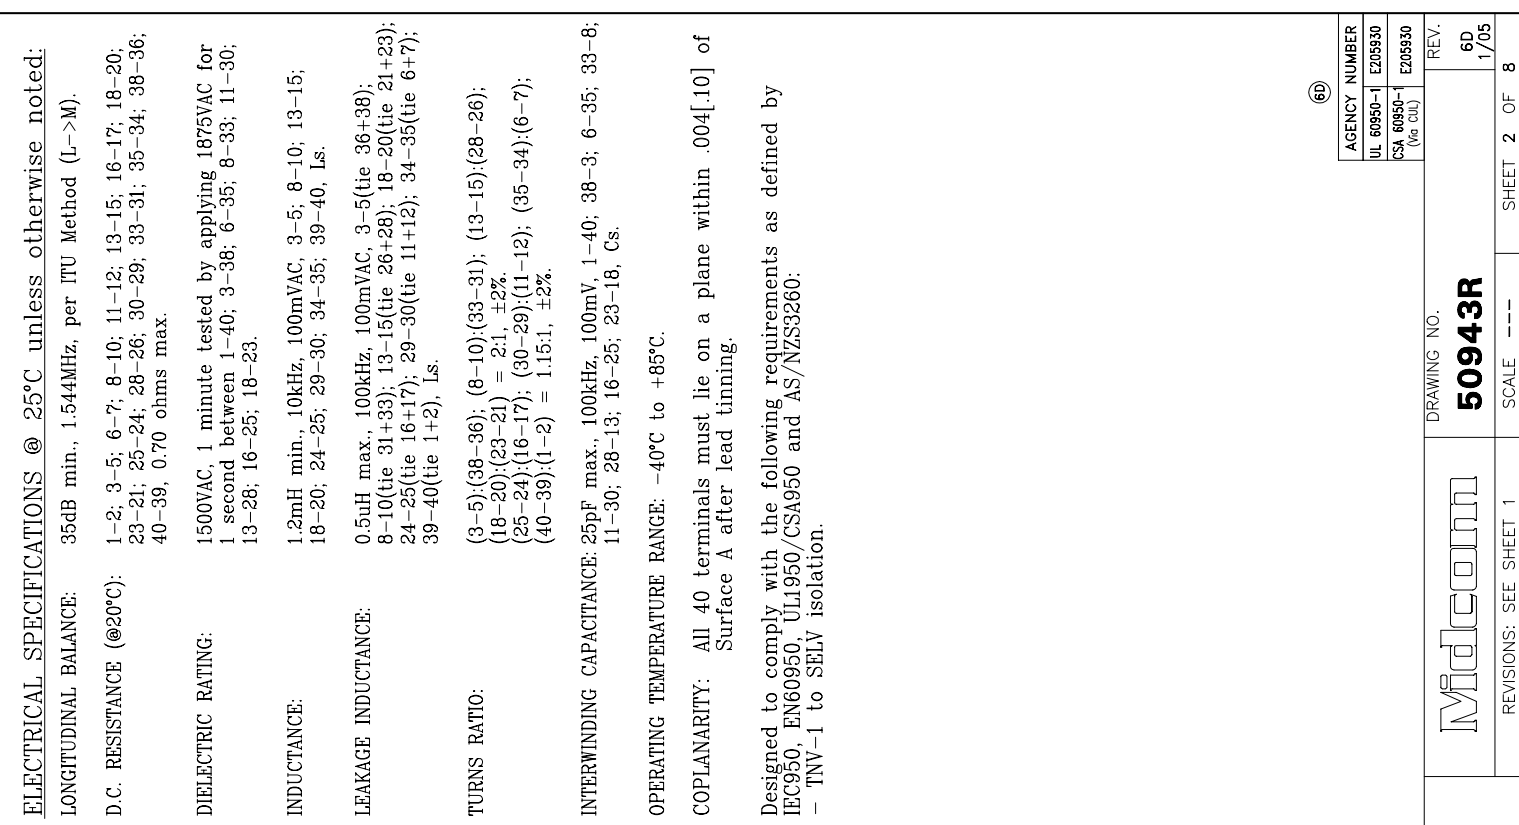 ELECTRICAL SPECIFICATIONS @ 25°C unless otherwise noted:
LONGITUDINAL BALANCE: 35dB min., 1.544MHz, per ITU Method (L->M).
D.C. RESISTANCE (@20°C): 1-2; 3-5; 6-7; 8-10; 11-12; 13-15; 16-17; 18-20;
23-21; 25-24; 28-26; 30-29; 33-31; 35-34; 38-36;
40-39, 0.70 ohms max.
DIELECTRIC RATING: 1500VAC, 1 minute tested by applying 1875VAC for
1 second between 1-40; 3-38; 6-35; 8-33; 11-30;
13-28; 16-25; 18-23.
INDUCTANCE: 1.2mH min., 10kHz, 100mVAC, 3-5; 8-10; 13-15;
18-20; 24-25; 29-30; 34-35; 39-40, Ls.
LEAKAGE INDUCTANCE: 0.5uH max., 100kHz, 100mVAC, 3-5(tie 36+38);
8-10(tie 31+33); 13-15(tie 26+28); 18-20(tie 21+23);
24-25(tie 16+17); 29-30(tie 11+12); 34-35(tie 6+7);
39-40(tie 1+2), Ls.
TURNS RATIO: (3-5):(38-36); (8-10):(33-31); (13-15):(28-26);
(18-20):(23-21) = 2:1, ±2%.
(25-24):(16-17); (30-29):(11-12); (35-34):(6-7);
(40-39):(1-2) = 1.15:1, ±2%.
INTERWINDING CAPACITANCE: 25pF max., 100kHz, 100mV, 1-40; 38-3; 6-35; 33-8;
11-30; 28-13; 16-25; 23-18, Cs.
OPERATING TEMPERATURE RANGE: -40°C to +85°C.
COPLANARITY: All 40 terminals must lie on a plane within .004[.10] of
Surface A after lead tinning.
Designed to comply with the following requirements as defined by
IEC950, EN60950, UL1950/CSA950 and AS/NZS3260:
- TNV-1 to SELV isolation.
6D
AGENCY NUMBER
UL 60950-1 E205930
CSA 60950-1 E205930
(Via CUL)
Midcom
DRAWING NO.
50943R
REV.
6D
1/05
REVISIONS: SEE SHEET 1
SCALE ---
SHEET 2 OF 8